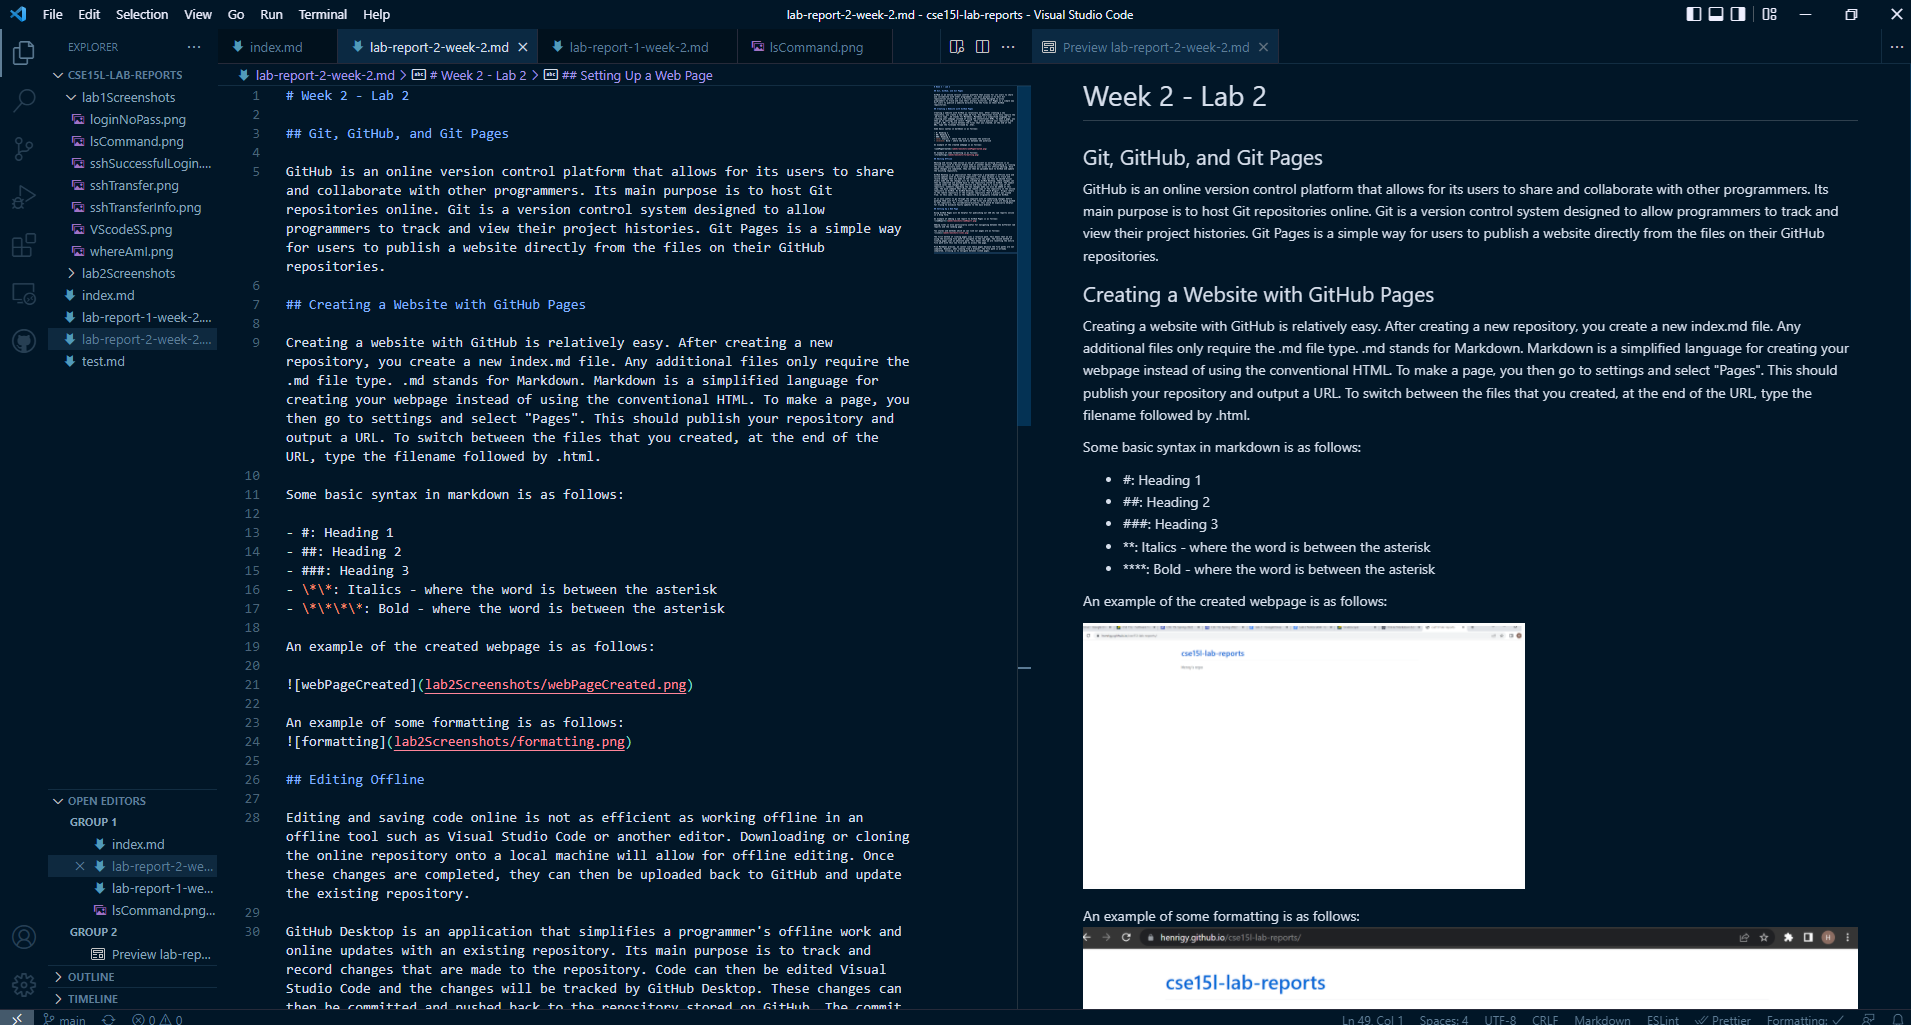 File Edit Selection View Go Run Terminal Help
lab-report-2-week-2.md - cse15l-lab-reports - Visual Studio Code
EXPLORER
CSE15L-LAB-REPORTS
lab1Screenshots
loginNoPass.png
lsCommand.png
sshSuccessfulLogin....
sshTransfer.png
sshTransferInfo.png
VScodeSS.png
whereAmI.png
lab2Screenshots
index.md
lab-report-1-week-2....
lab-report-2-week-2....
test.md
OPEN EDITORS
GROUP 1
index.md
lab-report-2-we...
lab-report-1-we...
lsCommand.png...
GROUP 2
Preview lab-rep...
OUTLINE
TIMELINE
index.md
lab-report-2-week-2.md
lab-report-1-week-2.md
lsCommand.png
lab-report-2-week-2.md > # Week 2 - Lab 2 > ## Setting Up a Web Page
1 # Week 2 - Lab 2
2
3 ## Git, GitHub, and Git Pages
4
5 GitHub is an online version control platform that allows for its users to share
and collaborate with other programmers. Its main purpose is to host Git
repositories online. Git is a version control system designed to allow
programmers to track and view their project histories. Git Pages is a simple way
for users to publish a website directly from the files on their GitHub
repositories.
6
7 ## Creating a Website with GitHub Pages
8
9 Creating a website with GitHub is relatively easy. After creating a new
repository, you create a new index.md file. Any additional files only require the
.md file type. .md stands for Markdown. Markdown is a simplified language for
creating your webpage instead of using the conventional HTML. To make a page, you
then go to settings and select "Pages". This should publish your repository and
output a URL. To switch between the files that you created, at the end of the
URL, type the filename followed by .html.
10
11 Some basic syntax in markdown is as follows:
12
13 - #: Heading 1
14 - ##: Heading 2
15 - ###: Heading 3
16 - \*\*: Italics - where the word is between the asterisk
17 - \*\*\*\*: Bold - where the word is between the asterisk
18
19 An example of the created webpage is as follows:
20
21 ![webPageCreated](lab2Screenshots/webPageCreated.png)
22
23 An example of some formatting is as follows:
24 ![formatting](lab2Screenshots/formatting.png)
25
26 ## Editing Offline
27
28 Editing and saving code online is not as efficient as working offline in an
offline tool such as Visual Studio Code or another editor. Downloading or cloning
the online repository onto a local machine will allow for offline editing. Once
these changes are completed, they can then be uploaded back to GitHub and update
the existing repository.
29
30 GitHub Desktop is an application that simplifies a programmer's offline work and
online updates with an existing repository. Its main purpose is to track and
record changes that are made to the repository. Code can then be edited Visual
Studio Code and the changes will be tracked by GitHub Desktop. These changes can
then be committed and pushed back to the repository stored on GitHub. The commit
Preview lab-report-2-week-2.md
Week 2 - Lab 2
Git, GitHub, and Git Pages
GitHub is an online version control platform that allows for its users to share and collaborate with other programmers. Its
main purpose is to host Git repositories online. Git is a version control system designed to allow programmers to track and
view their project histories. Git Pages is a simple way for users to publish a website directly from the files on their GitHub
repositories.
Creating a Website with GitHub Pages
Creating a website with GitHub is relatively easy. After creating a new repository, you create a new index.md file. Any
additional files only require the .md file type. .md stands for Markdown. Markdown is a simplified language for creating your
webpage instead of using the conventional HTML. To make a page, you then go to settings and select "Pages". This should
publish your repository and output a URL. To switch between the files that you created, at the end of the URL, type the
filename followed by .html.
Some basic syntax in markdown is as follows:
• #: Heading 1
• ##: Heading 2
• ###: Heading 3
• **: Italics - where the word is between the asterisk
• ****: Bold - where the word is between the asterisk
An example of the created webpage is as follows:
cse15l-lab-reports
An example of some formatting is as follows:
henrigy.github.io/cse15l-lab-reports/
H
cse15l-lab-reports
main 0 0
Ln 49, Col 1 Spaces: 4 UTF-8 CRLF Markdown ESLint Prettier Formatting: